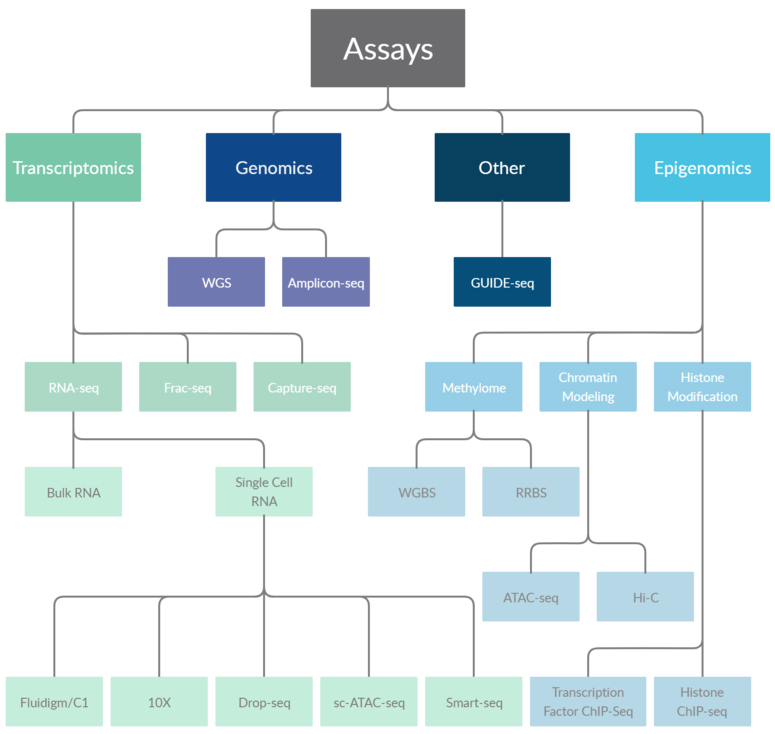 Assays
Transcriptomics
Genomics
Other
Epigenomics
WGS
Amplicon-seq
GUIDE-seq
RNA-seq
Frac-seq
Capture-seq
Methylome
Chromatin
Modeling
Histone
Modification
Bulk RNA
Single Cell
RNA
WGBS
RRBS
ATAC-seq
Hi-C
Fluidigm/C1
10X
Drop-seq
sc-ATAC-seq
Smart-seq
Transcription
Factor ChIP-Seq
Histone
ChIP-seq